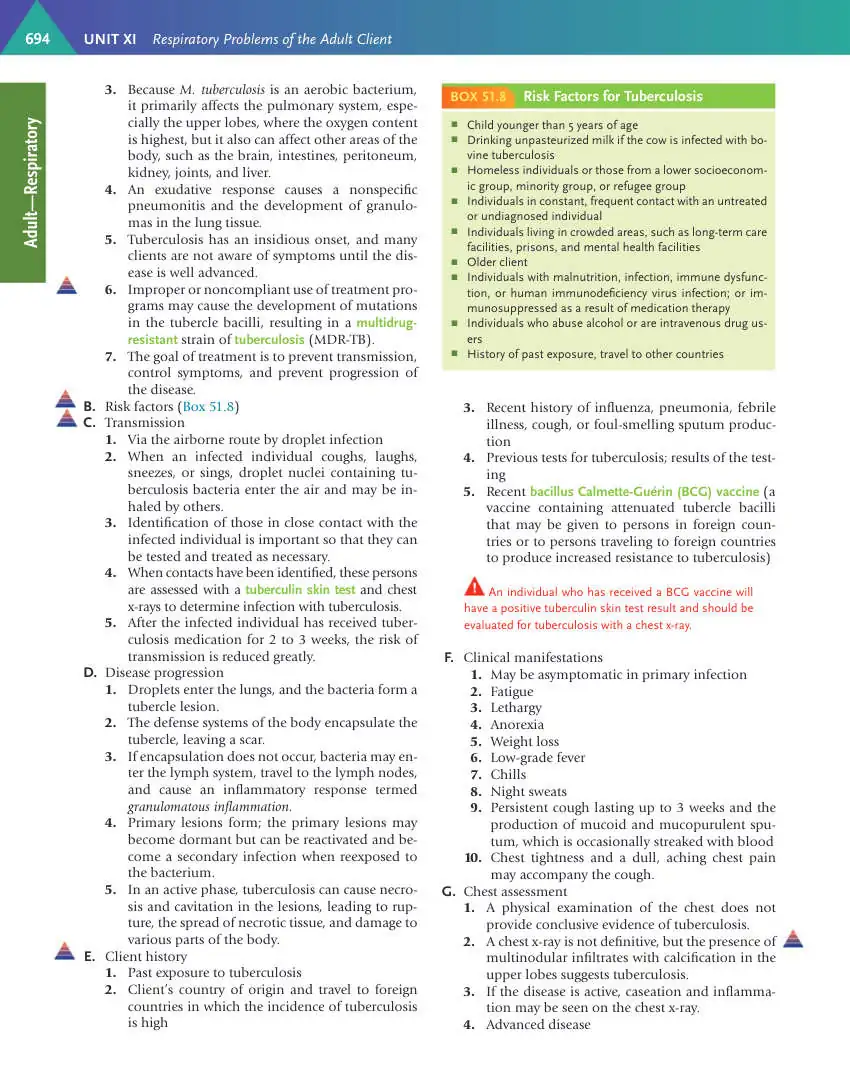 694 UNIT XI Respiratory Problems of the Adult Client
Adult—Respiratory
3. Because M. tuberculosis is an aerobic bacterium,
it primarily affects the pulmonary system, espe-
cially the upper lobes, where the oxygen content
is highest, but it also can affect other areas of the
body, such as the brain, intestines, peritoneum,
kidney, joints, and liver.
4. An exudative response causes a nonspecific
pneumonitis and the development of granulo-
mas in the lung tissue.
5. Tuberculosis has an insidious onset, and many
clients are not aware of symptoms until the dis-
ease is well advanced.
6. Improper or noncompliant use of treatment pro-
grams may cause the development of mutations
in the tubercle bacilli, resulting in a multidrug-
resistant strain of tuberculosis (MDR-TB).
7. The goal of treatment is to prevent transmission,
control symptoms, and prevent progression of
the disease.
B. Risk factors (Box 51.8)
C. Transmission
1. Via the airborne route by droplet infection
2. When an infected individual coughs, laughs,
sneezes, or sings, droplet nuclei containing tu-
berculosis bacteria enter the air and may be in-
haled by others.
3. Identification of those in close contact with the
infected individual is important so that they can
be tested and treated as necessary.
4. When contacts have been identified, these persons
are assessed with a tuberculin skin test and chest
x-rays to determine infection with tuberculosis.
5. After the infected individual has received tuber-
culosis medication for 2 to 3 weeks, the risk of
transmission is reduced greatly.
D. Disease progression
1. Droplets enter the lungs, and the bacteria form a
tubercle lesion.
2. The defense systems of the body encapsulate the
tubercle, leaving a scar.
3. If encapsulation does not occur, bacteria may en-
ter the lymph system, travel to the lymph nodes,
and cause an inflammatory response termed
granulomatous inflammation.
4. Primary lesions form; the primary lesions may
become dormant but can be reactivated and be-
come a secondary infection when reexposed to
the bacterium.
5. In an active phase, tuberculosis can cause necro-
sis and cavitation in the lesions, leading to rup-
ture, the spread of necrotic tissue, and damage to
various parts of the body.
E. Client history
1. Past exposure to tuberculosis
2. Client's country of origin and travel to foreign
countries in which the incidence of tuberculosis
is high
BOX 51.8 Risk Factors for Tuberculosis
■ Child younger than 5 years of age
■ Drinking unpasteurized milk if the cow is infected with bo-
vine tuberculosis
■ Homeless individuals or those from a lower socioeconom-
ic group, minority group, or refugee group
■ Individuals in constant, frequent contact with an untreated
or undiagnosed individual
■ Individuals living in crowded areas, such as long-term care
facilities, prisons, and mental health facilities
■ Older client
■ Individuals with malnutrition, infection, immune dysfunc-
tion, or human immunodeficiency virus infection; or im-
munosuppressed as a result of medication therapy
■ Individuals who abuse alcohol or are intravenous drug us-
ers
■ History of past exposure, travel to other countries
3. Recent history of influenza, pneumonia, febrile
illness, cough, or foul-smelling sputum produc-
tion
4. Previous tests for tuberculosis; results of the test-
ing
5. Recent bacillus Calmette-Guérin (BCG) vaccine (a
vaccine containing attenuated tubercle bacilli
that may be given to persons in foreign coun-
tries or to persons traveling to foreign countries
to produce increased resistance to tuberculosis)
An individual who has received a BCG vaccine will
have a positive tuberculin skin test result and should be
evaluated for tuberculosis with a chest x-ray.
F. Clinical manifestations
1. May be asymptomatic in primary infection
2. Fatigue
3. Lethargy
4. Anorexia
5. Weight loss
6. Low-grade fever
7. Chills
8. Night sweats
9. Persistent cough lasting up to 3 weeks and the
production of mucoid and mucopurulent spu-
tum, which is occasionally streaked with blood
10. Chest tightness and a dull, aching chest pain
may accompany the cough.
G. Chest assessment
1. A physical examination of the chest does not
provide conclusive evidence of tuberculosis.
2. A chest x-ray is not definitive, but the presence of
multinodular infiltrates with calcification in the
upper lobes suggests tuberculosis.
3. If the disease is active, caseation and inflamma-
tion may be seen on the chest x-ray.
4. Advanced disease